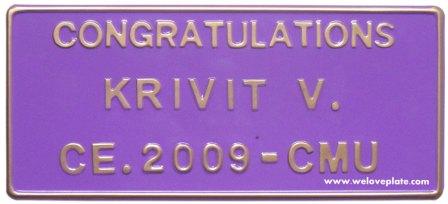 CONGRATULATIONS
KRIVIT V.
CE.2009-CMU
www.weloveplate.com